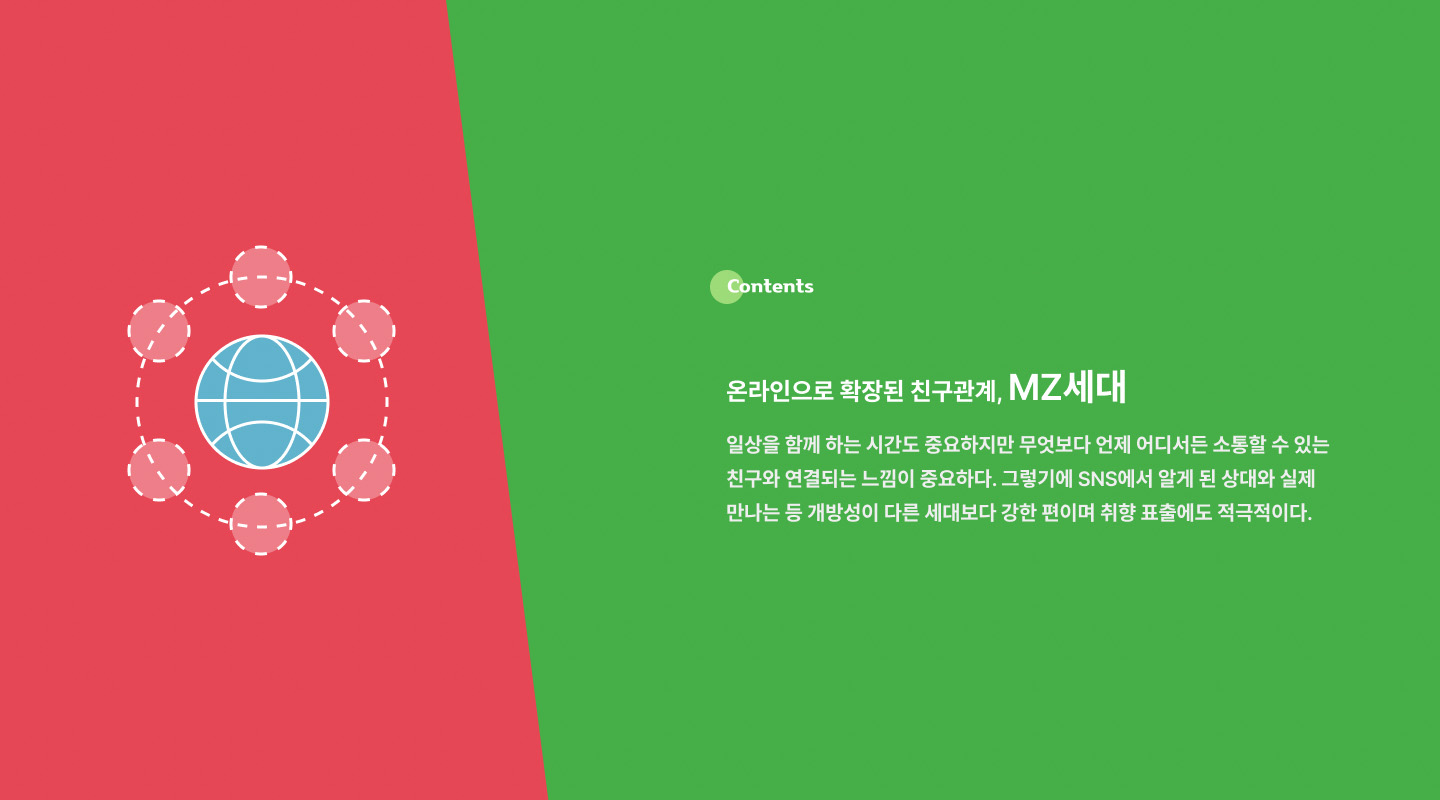 Contents
온라인으로 확장된 친구관계, MZ세대
일상을 함께 하는 시간도 중요하지만 무엇보다 언제 어디서든 소통할 수 있는
친구와 연결되는 느낌이 중요하다. 그렇기에 SNS에서 알게 된 상대와 실제
만나는 등 개방성이 다른 세대보다 강한 편이며 취향 표출에도 적극적이다.